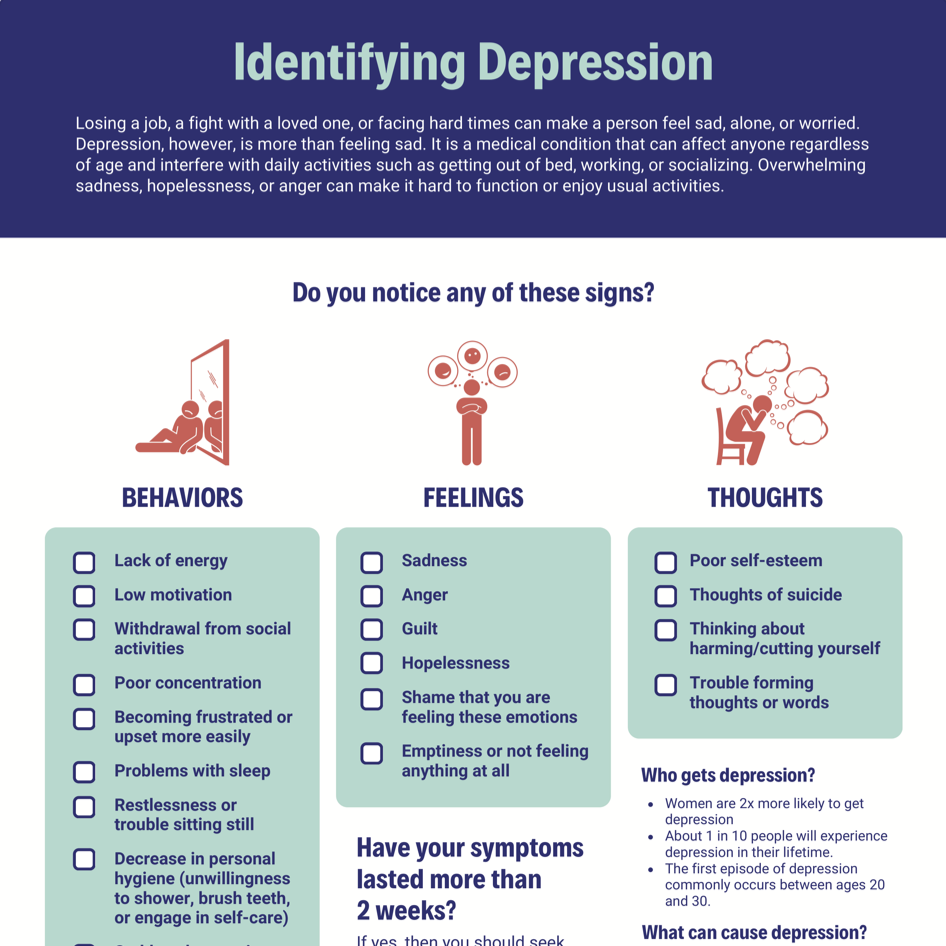 Identifying Depression
Losing a job, a fight with a loved one, or facing hard times can make a person feel sad, alone, or worried.
Depression, however, is more than feeling sad. It is a medical condition that can affect anyone regardless
of age and interfere with daily activities such as getting out of bed, working, or socializing. Overwhelming
sadness, hopelessness, or anger can make it hard to function or enjoy usual activities.
Do you notice any of these signs?
BEHAVIORS
Lack of energy
Low motivation
Withdrawal from social
activities
Poor concentration
Becoming frustrated or
upset more easily
Problems with sleep
Restlessness or
trouble sitting still
Decrease in personal
hygiene (unwillingness
to shower, brush teeth,
or engage in self-care)
FEELINGS
Sadness
Anger
Guilt
Hopelessness
Shame that you are
feeling these emotions
Emptiness or not feeling
anything at all
Have your symptoms
lasted more than
2 weeks?
If yes, then you should seek
THOUGHTS
Poor self-esteem
Thoughts of suicide
Thinking about
harming/cutting yourself
Trouble forming
thoughts or words
Who gets depression?
• Women are 2x more likely to get
depression
• About 1 in 10 people will experience
depression in their lifetime.
• The first episode of depression
commonly occurs between ages 20
and 30.
What can cause depression?